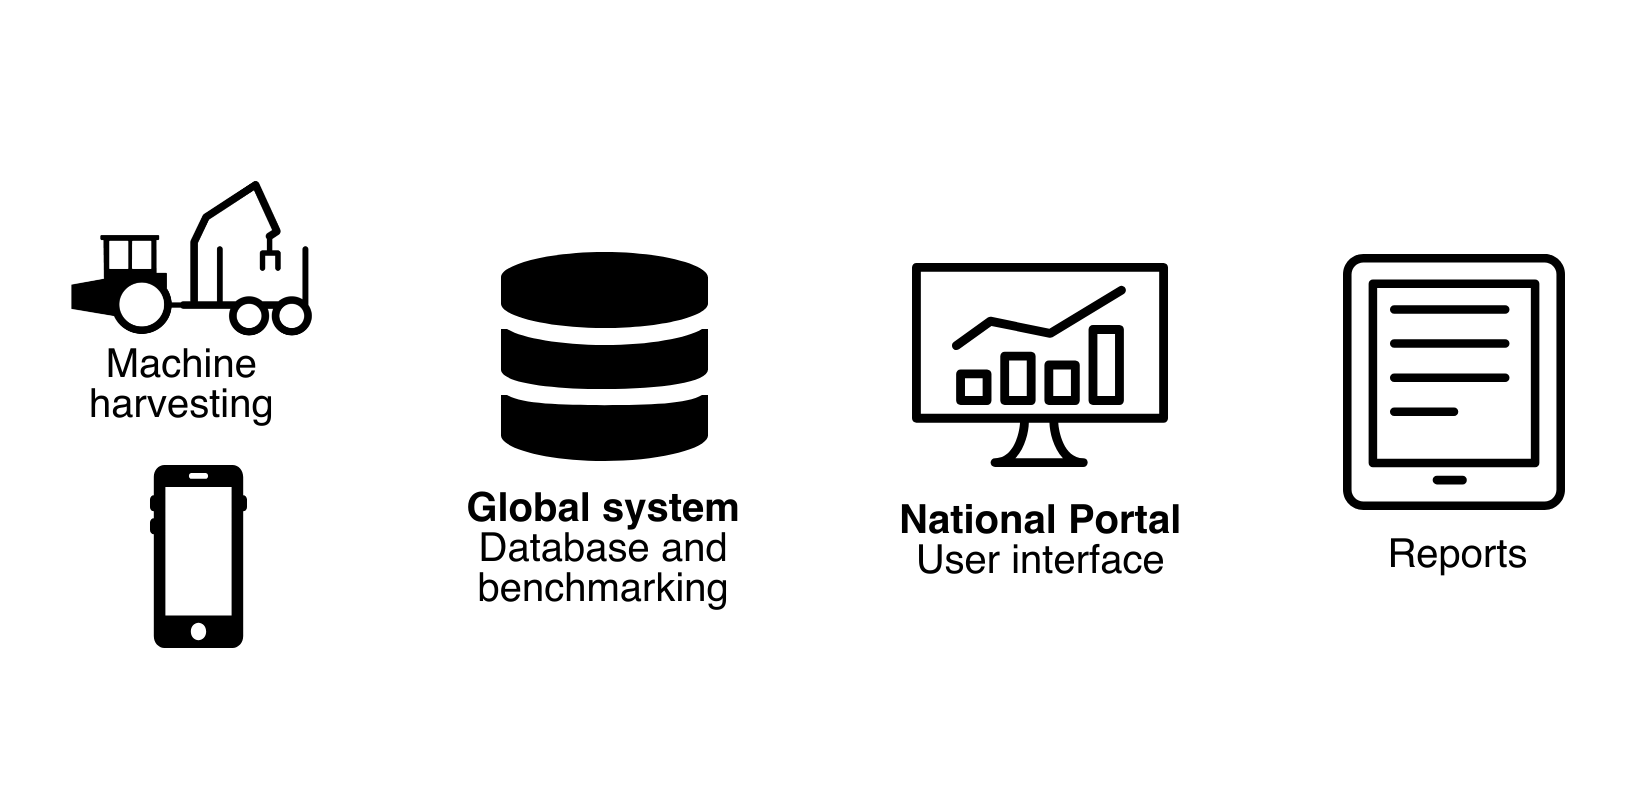 Machine
harvesting
Global system
Database and
benchmarking
National Portal
User interface
Reports